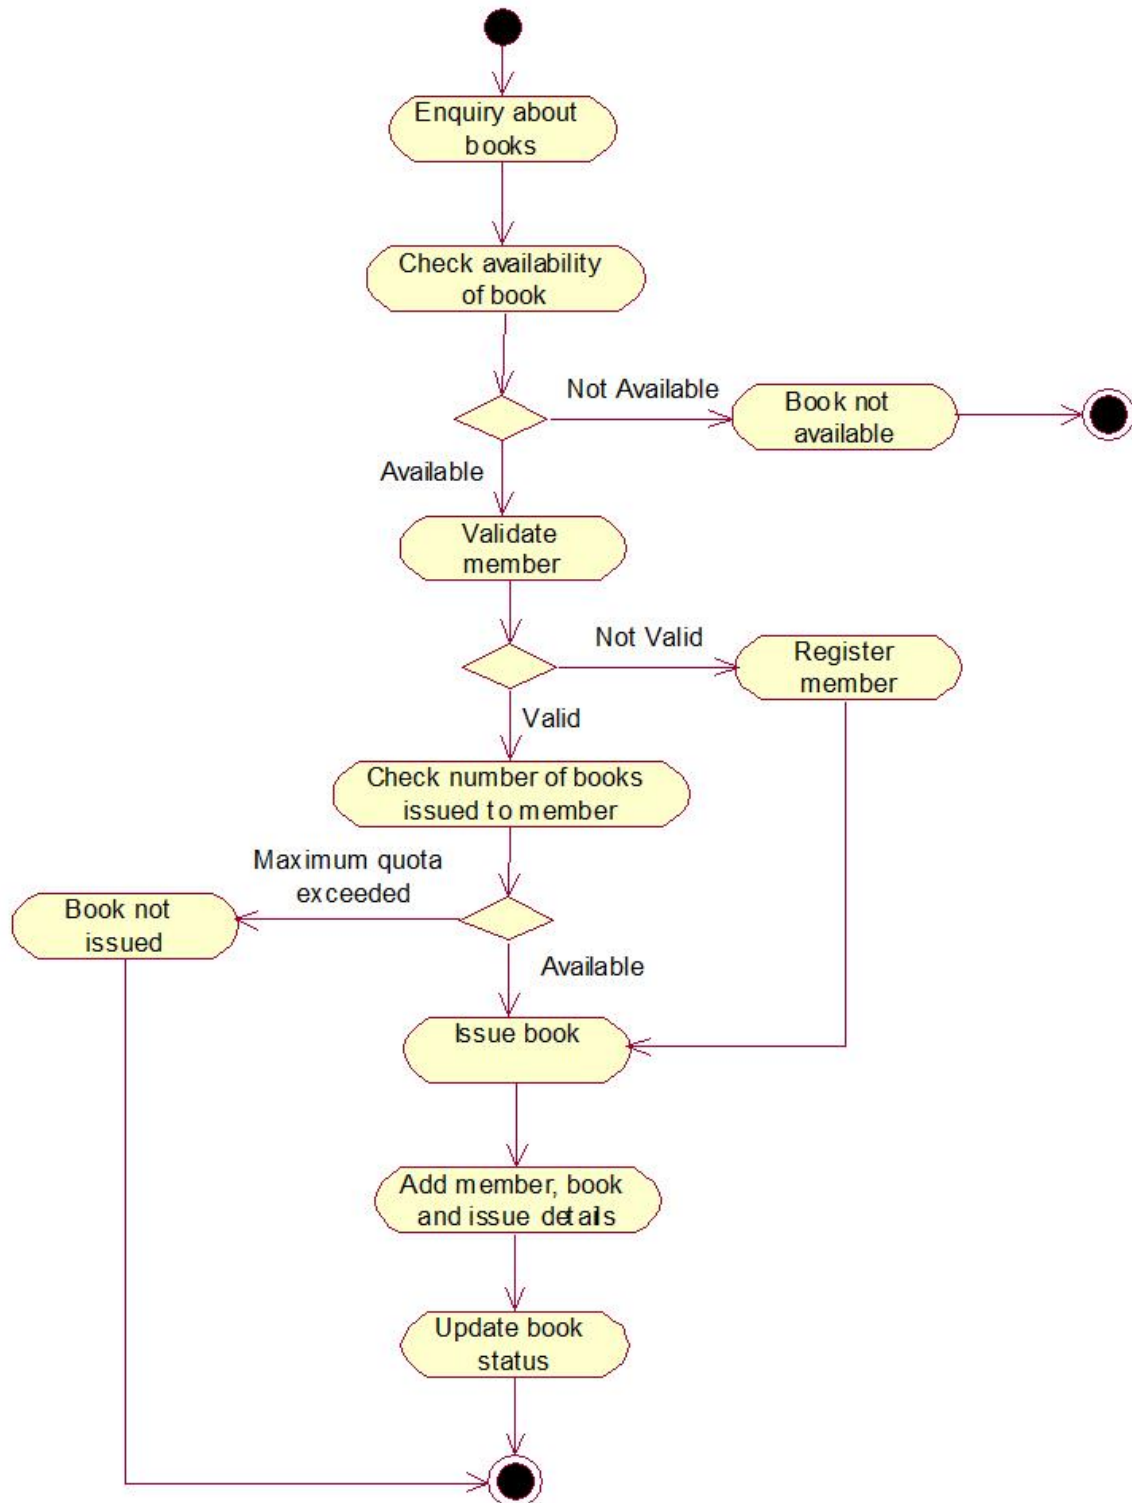 Enquiry about
books
Check availability
of book
Not Available
Book not
available
Available
Validate
member
Not Valid
Register
member
Valid
Check number of books
issued to member
Maximum quota
exceeded
Book not
issued
Available
Issue book
Add member, book
and issue details
Update book
status